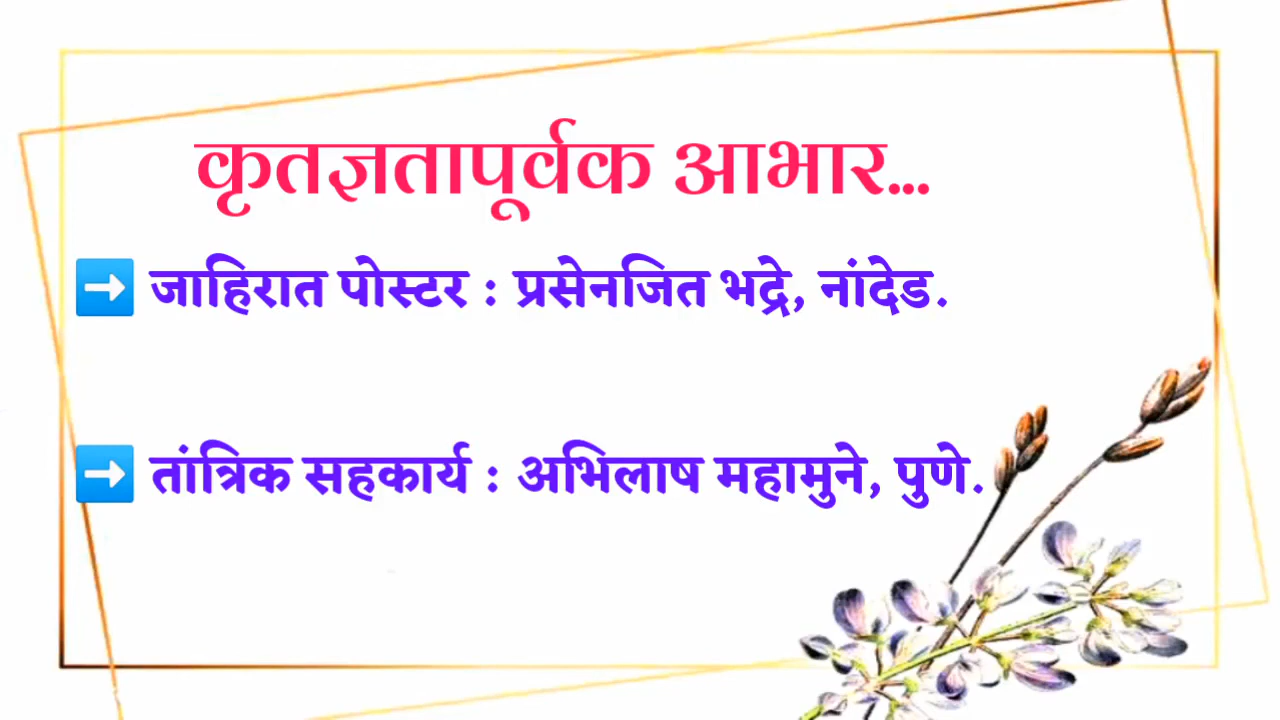 कृतज्ञतापूर्वक आभार...
➡️ जाहिरात पोस्टर : प्रसेनजित भद्रे, नांदेड.
➡️ तांत्रिक सहकार्य : अभिलाष महामुने, पुणे.